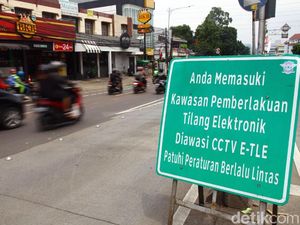 Anda Memasuki
Kawasan Pemberlakuan
Tilang Elektronik
Diawasi CCTV E-TLE
Patuhi Peraturan Berlalu Lintas
detikcom